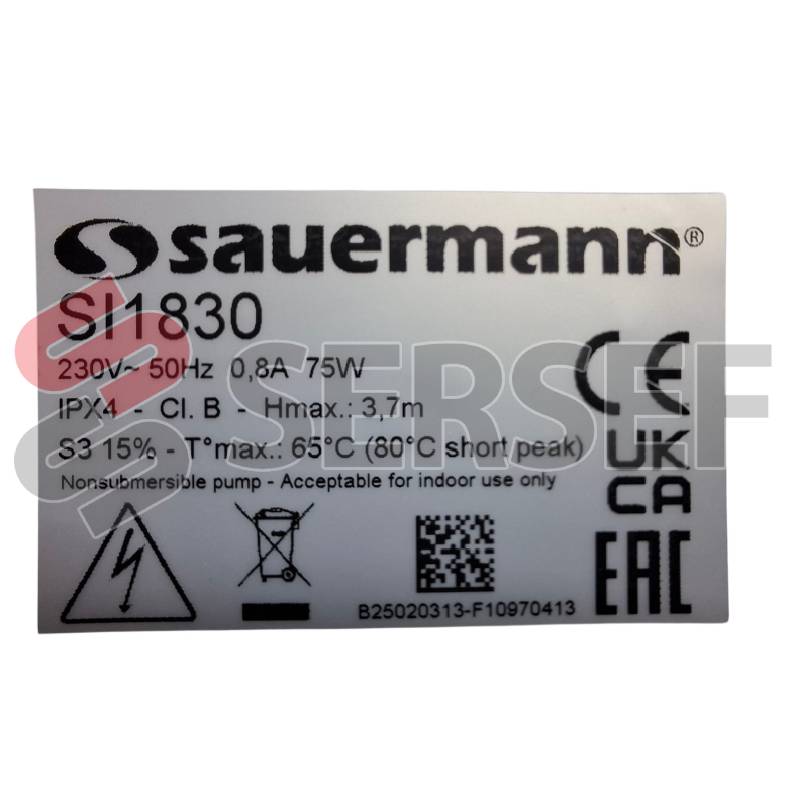 sauermann®
SI1830
230V~ 50Hz 0,8A 75W
IPX4 - Cl. B - Hmax.: 3,7m
S3 15% - T°max.: 65°C (80°C short peak)
Nonsubmersible pump - Acceptable for indoor use only
CE
UK
CA
EAC
B25020313-F10970413
SERSEF